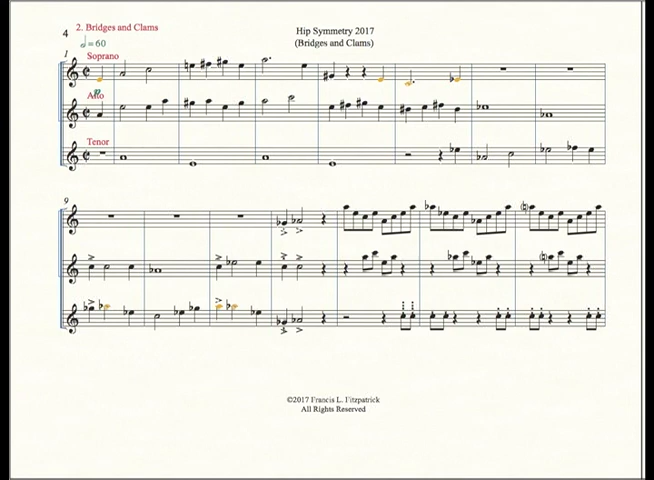 4
2. Bridges and Clams
Hip Symmetry 2017
(Bridges and Clams)
𝅗𝅥 = 60
1
Soprano
p
Alto
Tenor
9
©2017 Francis L. Fitzpatrick
All Rights Reserved